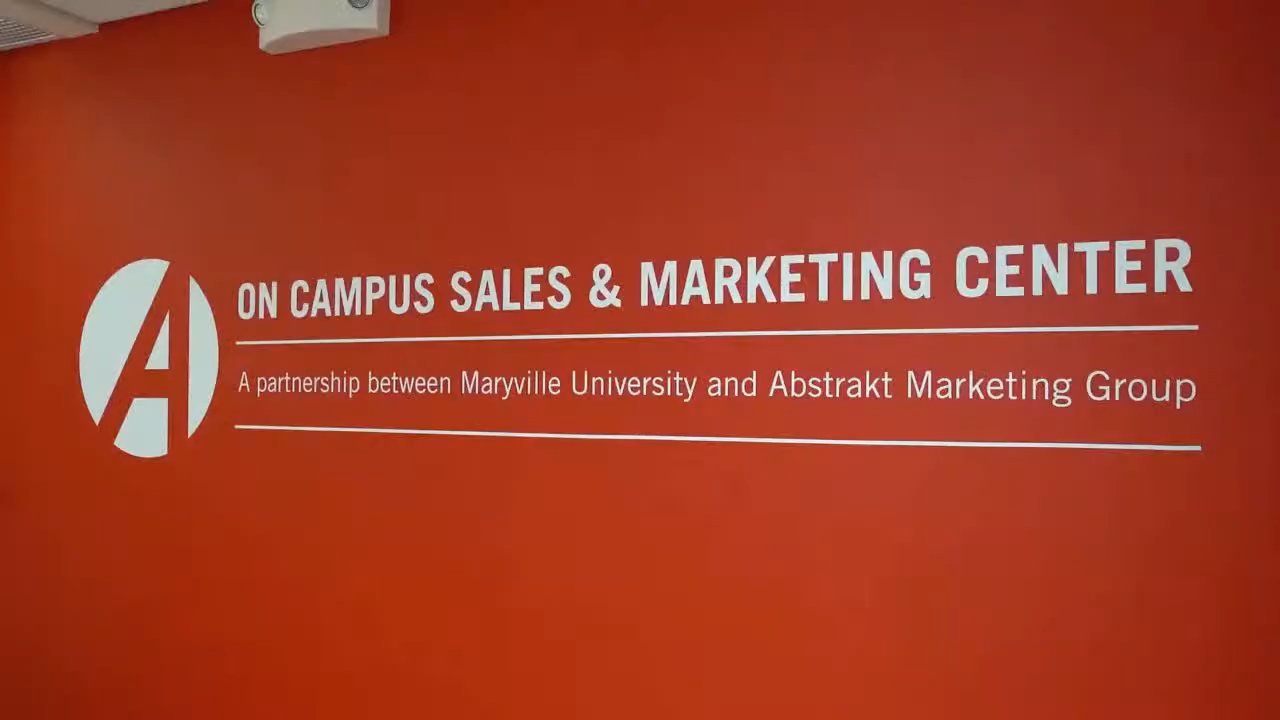 A
ON CAMPUS SALES & MARKETING CENTER
A partnership between Maryville University and Abstrakt Marketing Group